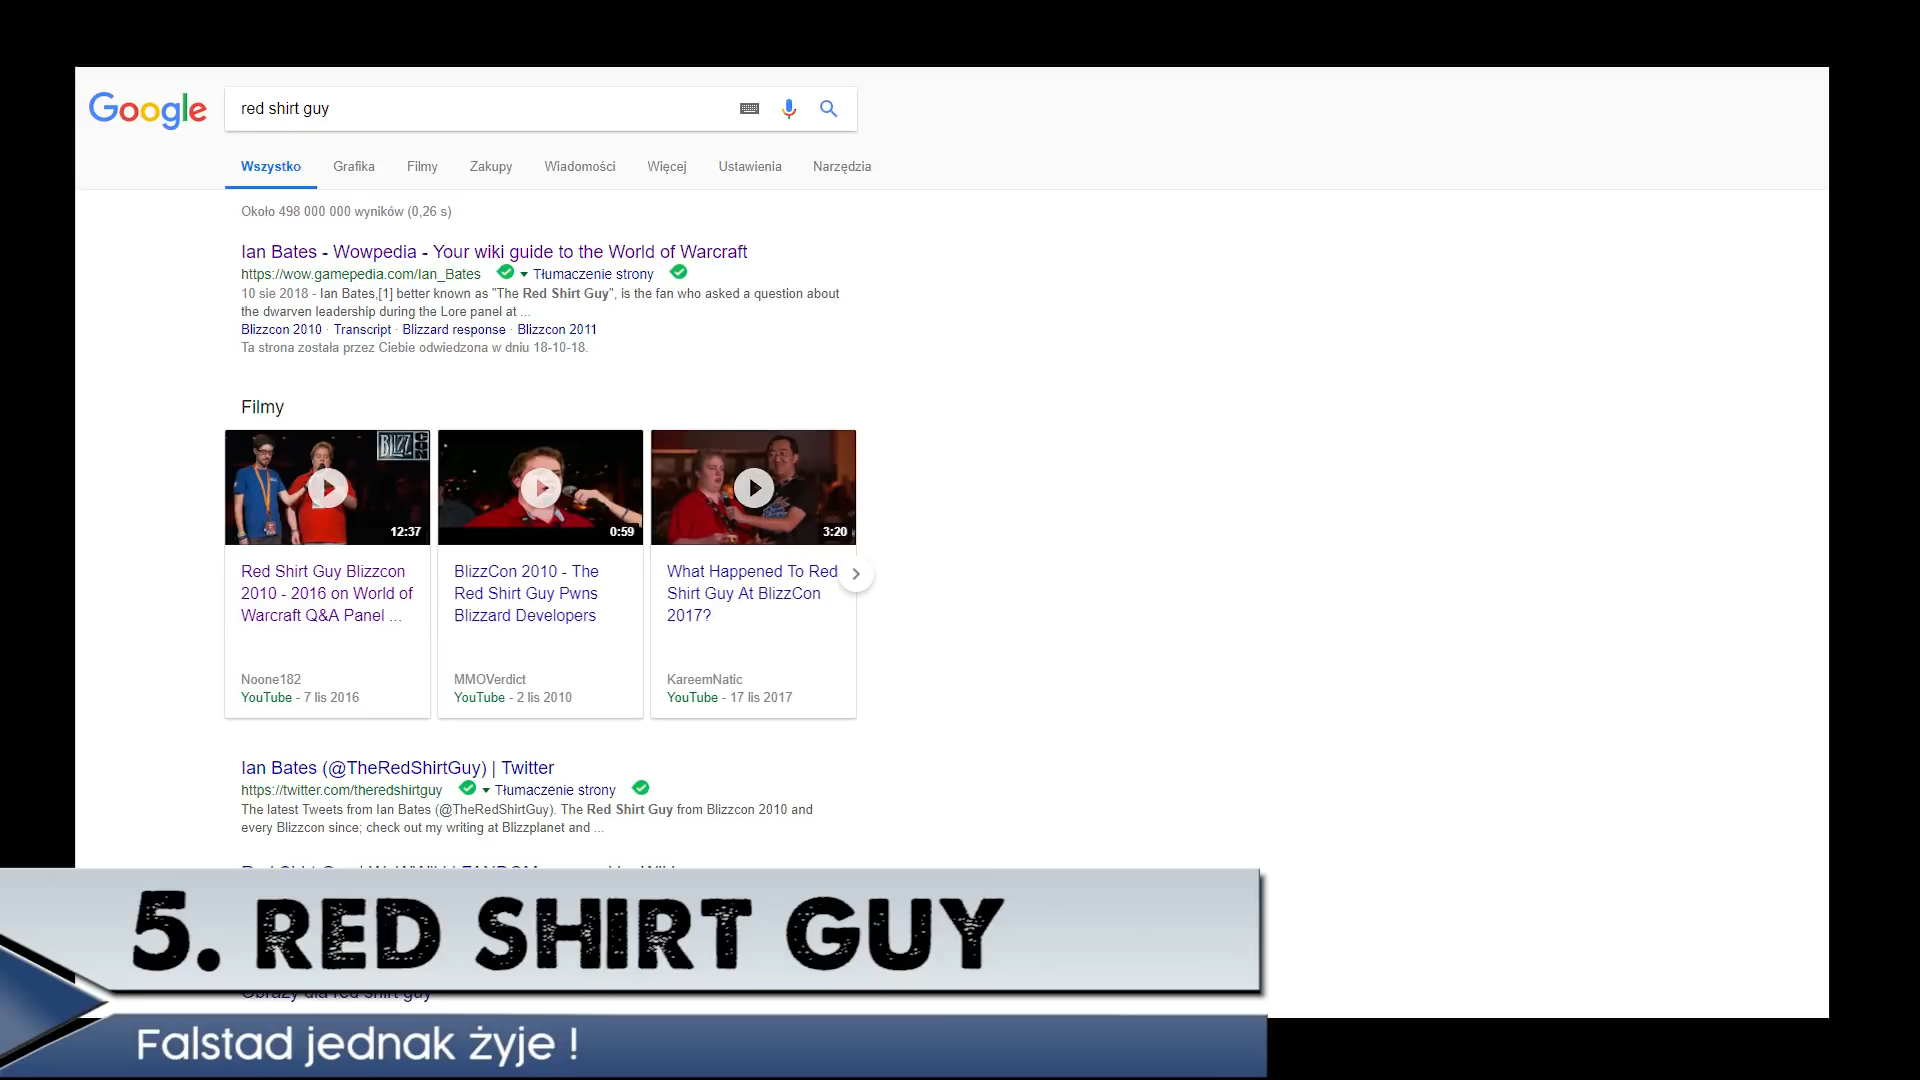 Google
red shirt guy
Wszystko Grafika Filmy Zakupy Wiadomości Więcej Ustawienia Narzędzia
Około 498 000 000 wyników (0,26 s)
Ian Bates - Wowpedia - Your wiki guide to the World of Warcraft
https://wow.gamepedia.com/Ian_Bates Tłumaczenie strony
10 sie 2018 - Ian Bates,[1] better known as "The Red Shirt Guy", is the fan who asked a question about
the dwarven leadership during the Lore panel at ...
Blizzcon 2010 · Transcript · Blizzard response · Blizzcon 2011
Ta strona została przez Ciebie odwiedzona w dniu 18-10-18.
Filmy
BLIZZCON
12:37
0:59
3:20
Red Shirt Guy Blizzcon
2010 - 2016 on World of
Warcraft Q&A Panel ...
Noone182
YouTube - 7 lis 2016
BlizzCon 2010 - The
Red Shirt Guy Pwns
Blizzard Developers
MMOVerdict
YouTube - 2 lis 2010
What Happened To Red
Shirt Guy At BlizzCon
2017?
KareemNatic
YouTube - 17 lis 2017
Ian Bates (@TheRedShirtGuy) | Twitter
https://twitter.com/theredshirtguy Tłumaczenie strony
The latest Tweets from Ian Bates (@TheRedShirtGuy). The Red Shirt Guy from Blizzcon 2010 and
every Blizzcon since; check out my writing at Blizzplanet and ...
5. RED SHIRT GUY
Obrazy dla red shirt guy
Falstad jednak żyje !